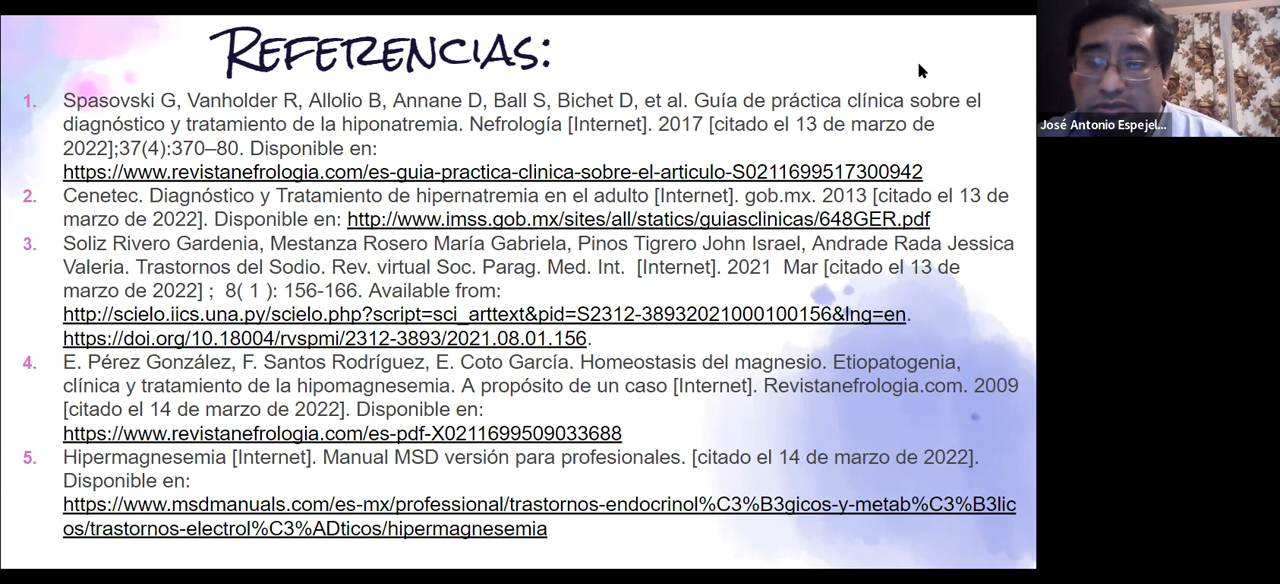 REFERENCIAS:
1. Spasovski G, Vanholder R, Allolio B, Annane D, Ball S, Bichet D, et al. Guía de práctica clínica sobre el
diagnóstico y tratamiento de la hiponatremia. Nefrología [Internet]. 2017 [citado el 13 de marzo de
2022];37(4):370–80. Disponible en:
https://www.revistanefrologia.com/es-guia-practica-clinica-sobre-el-articulo-S0211699517300942
2. Cenetec. Diagnóstico y Tratamiento de hipernatremia en el adulto [Internet]. gob.mx. 2013 [citado el 13 de
marzo de 2022]. Disponible en: http://www.imss.gob.mx/sites/all/statics/guiasclinicas/648GER.pdf
3. Soliz Rivero Gardenia, Mestanza Rosero María Gabriela, Pinos Tigrero John Israel, Andrade Rada Jessica
Valeria. Trastornos del Sodio. Rev. virtual Soc. Parag. Med. Int. [Internet]. 2021 Mar [citado el 13 de
marzo de 2022] ; 8( 1 ): 156-166. Available from:
http://scielo.iics.una.py/scielo.php?script=sci_arttext&pid=S2312-38932021000100156&lng=en.
https://doi.org/10.18004/rvspmi/2312-3893/2021.08.01.156.
4. E. Pérez González, F. Santos Rodríguez, E. Coto García. Homeostasis del magnesio. Etiopatogenia,
clínica y tratamiento de la hipomagnesemia. A propósito de un caso [Internet]. Revistanefrologia.com. 2009
[citado el 14 de marzo de 2022]. Disponible en:
https://www.revistanefrologia.com/es-pdf-X0211699509033688
5. Hipermagnesemia [Internet]. Manual MSD versión para profesionales. [citado el 14 de marzo de 2022].
Disponible en:
https://www.msdmanuals.com/es-mx/professional/trastornos-endocrinol%C3%B3gicos-y-metab%C3%B3lic
os/trastornos-electrol%C3%ADticos/hipermagnesemia
José Antonio Espejel...